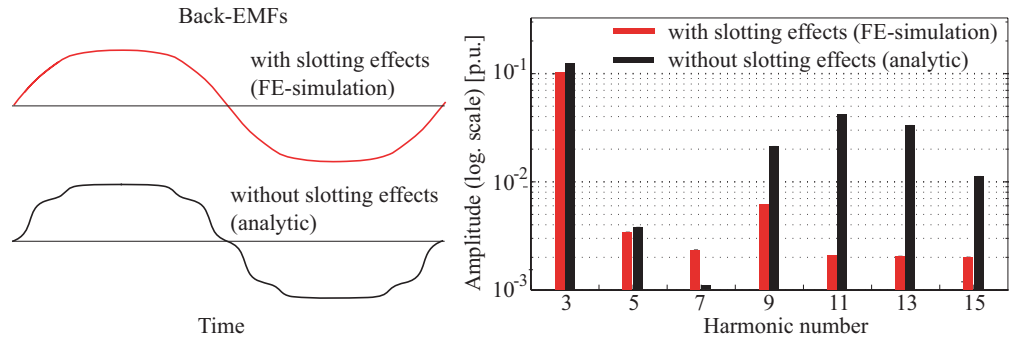 Back-EMFs
with slotting effects
(FE-simulation)
without slotting effects
(analytic)
Time
Amplitude (log. scale) [p.u.]
with slotting effects (FE-simulation)
without slotting effects (analytic)
10-1
10-2
10-3
3 5 7 9 11 13 15
Harmonic number